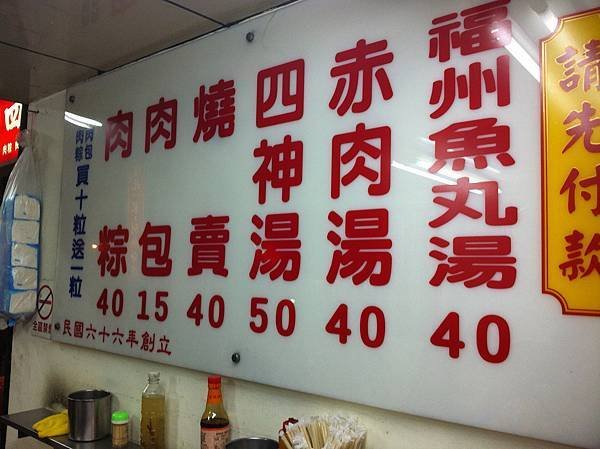 請先付款
福州魚丸湯 40
赤肉湯 40
四神湯 50
燒賣 40
肉包 15
肉粽 40
肉包
肉粽
買十粒送一粒
民國六十六年創立
四